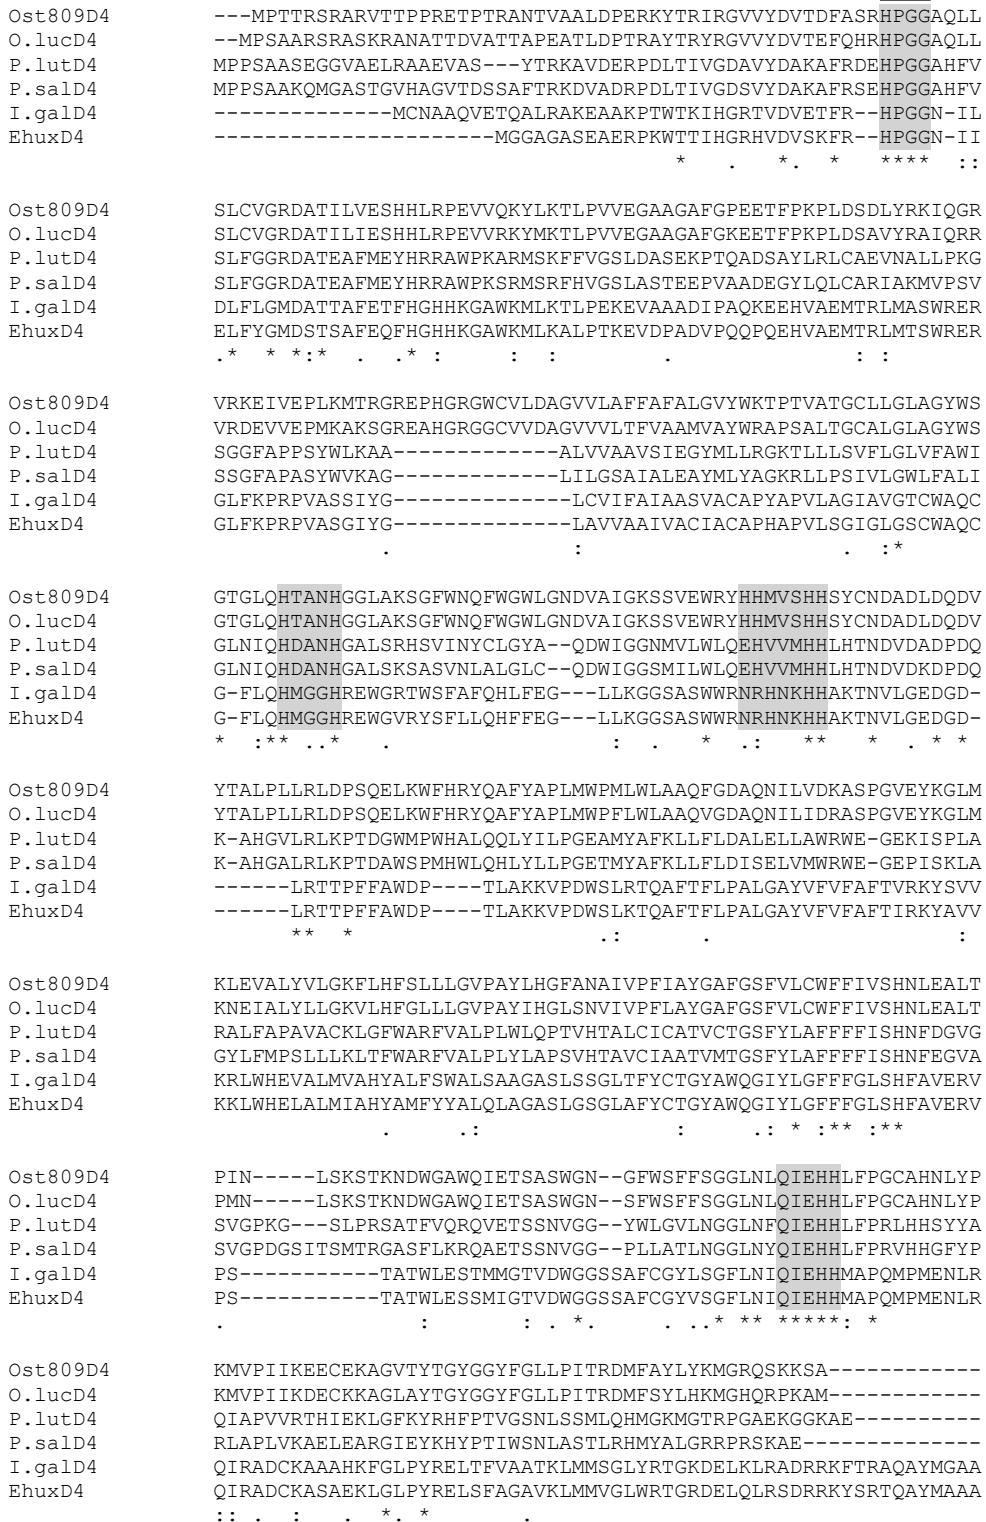 Ost809D4 ---MPTTRSRARVTTPPRETPTRANTVAALDPERKYTRIRGVVYDVTDFASRHPGGAQLL
O.lucD4 --MPSAARSRASKRANATTDVATTAPEATLDPTRAYTRYRGVVYDVTEFQHRHPGGAQLL
P.lutD4 MPPSAASEGGVAELRAAEVAS---YTRKAVDERPDLTIVGDAVYDAKAFRDEHPGGAHFV
P.salD4 MPPSAAKQMGASTGVHAGVTDSSAFTRKDVADRPDLTIVGDSVYDAKAFRSEHPGGAHFV
I.galD4 --------------MCNAAQVETQALRAKEAAKPTWTKIHGRTVDVETFR--HPGGN-IL
EhuxD4 ----------------------MGGAGASEAERPKWTTIHGRHVDVSKFR--HPGGN-II
* . *. * **** ::
Ost809D4 SLCVGRDATILVESHHLRPEVVQKYLKTLPVVEGAAGAFGPEETFPKPLDSDLYRKIQGR
O.lucD4 SLCVGRDATILIESHHLRPEVVRKYMKTLPVVEGAAGAFGKEETFPKPLDSAVYRAIQRR
P.lutD4 SLFGGRDATEAFMEYHRRAWPKARMSKFFVGSLDASEKPTQADSAYLRLCAEVNALLPKG
P.salD4 SLFGGRDATEAFMEYHRRAWPKSRMSRFHVGSLASTEEPVAADEGYLQLCARIAKMVPSV
I.galD4 DLFLGMDATTAFETFHGHHKGAWKMLKTLPEKEVAAADIPAQKEEHVAEMTRLMASWRER
EhuxD4 ELFYGMDSTSAFEQFHGHHKGAWKMLKALPTKEVDPADVPQQPQEHVAEMTRLMTSWRER
.* * *:* . .* : : : . : :
Ost809D4 VRKEIVEPLKMTRGREPHGRGWCVLDAGVVLAFFAFALGVYWKTPTVATGCLLGLAGYWS
O.lucD4 VRDEVVEPMKAKSGREAHGRGGCVVDAGVVVLTFVAAMVAYWRAPSALTGCALGLAGYWS
P.lutD4 SGGFAPPSYWLKAA-------------ALVVAAVSIEGYMLLRGKTLLLSVFLGLVFAWI
P.salD4 SSGFAPASYWVKAG-------------LILGSAIALEAYMLYAGKRLLPSIVLGWLFALI
I.galD4 GLFKPRPVASSIYG--------------LCVIFAIAASVACAPYAPVLAGIAVGTCWAQC
EhuxD4 GLFKPRPVASGIYG--------------LAVVAAIVACIACAPHAPVLSGIGLGSCWAQC
. : . :*
Ost809D4 GTGLQHTANHGGLAKSGFWNQFWGWLGNDVAIGKSSVEWRYHHMVSHHSYCNDADLDQDV
O.lucD4 GTGLQHTANHGGLAKSGFWNQFWGWLGNDVAIGKSSVEWRYHHMVSHHSYCNDADLDQDV
P.lutD4 GLNIQHDANHGALSRHSVINYCLGYA--QDWIGGNMVLWLQEHVVMHHLHTNDVDADPDQ
P.salD4 GLNIQHDANHGALSKSASVNLALGLC--QDWIGGSMILWLQEHVVMHHLHTNDVDKDPDQ
I.galD4 G-FLQHMGGHREWGRTWSFAFQHLFEG---LLKGGSASWWRNRHNKHHAKTNVLGEDGD-
EhuxD4 G-FLQHMGGHREWGVRYSFLLQHFFEG---LLKGGSASWWRNRHNKHHAKTNVLGEDGD-
* :** ..* . : . * .: ** * . * *
Ost809D4 YTALPLLRLDPSQELKWFHRYQAFYAPLMWPMLWLAAQFGDAQNILVDKASPGVEYKGLM
O.lucD4 YTALPLLRLDPSQELKWFHRYQAFYAPLMWPFLWLAAQVGDAQNILIDRASPGVEYKGLM
P.lutD4 K-AHGVLRLKPTDGWMPWHALQQLYILPGEAMYAFKLLFLDALELLAWRWE-GEKISPLA
P.salD4 K-AHGALRLKPTDAWSPMHWLQHLYLLPGETMYAFKLLFLDISELVMWRWE-GEPISKLA
I.galD4 ------LRTTPFFAWDP----TLAKKVPDWSLRTQAFTFLPALGAYVFVFAFTVRKYSVV
EhuxD4 ------LRTTPFFAWDP----TLAKKVPDWSLKTQAFTFLPALGAYVFVFAFTIRKYAVV
** * .: . :
Ost809D4 KLEVALYVLGKFLHFSLLLGVPAYLHGFANAIVPFIAYGAFGSFVLCWFFIVSHNLEALT
O.lucD4 KNEIALYLLGKVLHFGLLLGVPAYIHGLSNVIVPFLAYGAFGSFVLCWFFIVSHNLEALT
P.lutD4 RALFAPAVACKLGFWARFVALPLWLQPTVHTALCICATVCTGSFYLAFFFFISHNFDGVG
P.salD4 GYLFMPSLLLKLTFWARFVALPLYLAPSVHTAVCIAATVMTGSFYLAFFFFISHNFEGVA
I.galD4 KRLWHEVALMVAHYALFSWALSAAGASLSSGLTFYCTGYAWQGIYLGFFFGLSHFAVERV
EhuxD4 KKLWHELALMIAHYAMFYYALQLAGASLGSGLAFYCTGYAWQGIYLGFFFGLSHFAVERV
. .: : .: * :** :**
Ost809D4 PIN-----LSKSTKNDWGAWQIETSASWGN--GFWSFFSGGLNLQIEHHLFPGCAHNLYP
O.lucD4 PMN-----LSKSTKNDWGAWQIETSASWGN--SFWSFFSGGLNLQIEHHLFPGCAHNLYP
P.lutD4 SVGPKG---SLPRSATFVQRQVETSSNVGG--YWLGVLNGGLNFQIEHHLFPRLHHSYYA
P.salD4 SVGPDGSITSMTRGASFLKRQAETSSNVGG--PLLATLNGGLNYQIEHHLFPRVHHGFYP
I.galD4 PS-----------TATWLESTMMGTVDWGGSSAFCGYLSGFLNIQIEHHMAPQMPMENLR
EhuxD4 PS-----------TATWLESSMIGTVDWGGSSAFCGYVSGFLNIQIEHHMAPQMPMENLR
. : : . *. . ..* ** *****: *
Ost809D4 KMVPIIKEECEKAGVTYTGYGGYFGLLPITRDMFAYLYKMGRQSKKSA------------
O.lucD4 KMVPIIKDECKKAGLAYTGYGGYFGLLPITRDMFSYLHKMGHQRPKAM------------
P.lutD4 QIAPVVRTHIEKLGFKYRHFPTVGSNLSSMLQHMGKMGTRPGAEKGGKAE----------
P.salD4 RLAPLVKAELEARGIEYKHYPTIWSNLASTLRHMYALGRRPRSKAE--------------
I.galD4 QIRADCKAAAHKFGLPYRELTFVAATKLMMSGLYRTGKDELKLRADRRKFTRAQAYMGAA
EhuxD4 QIRADCKASAEKLGLPYRELSFAGAVKLMMVGLWRTGRDELQLRSDRRKYSRTQAYMAAA
:: . : . *. * .